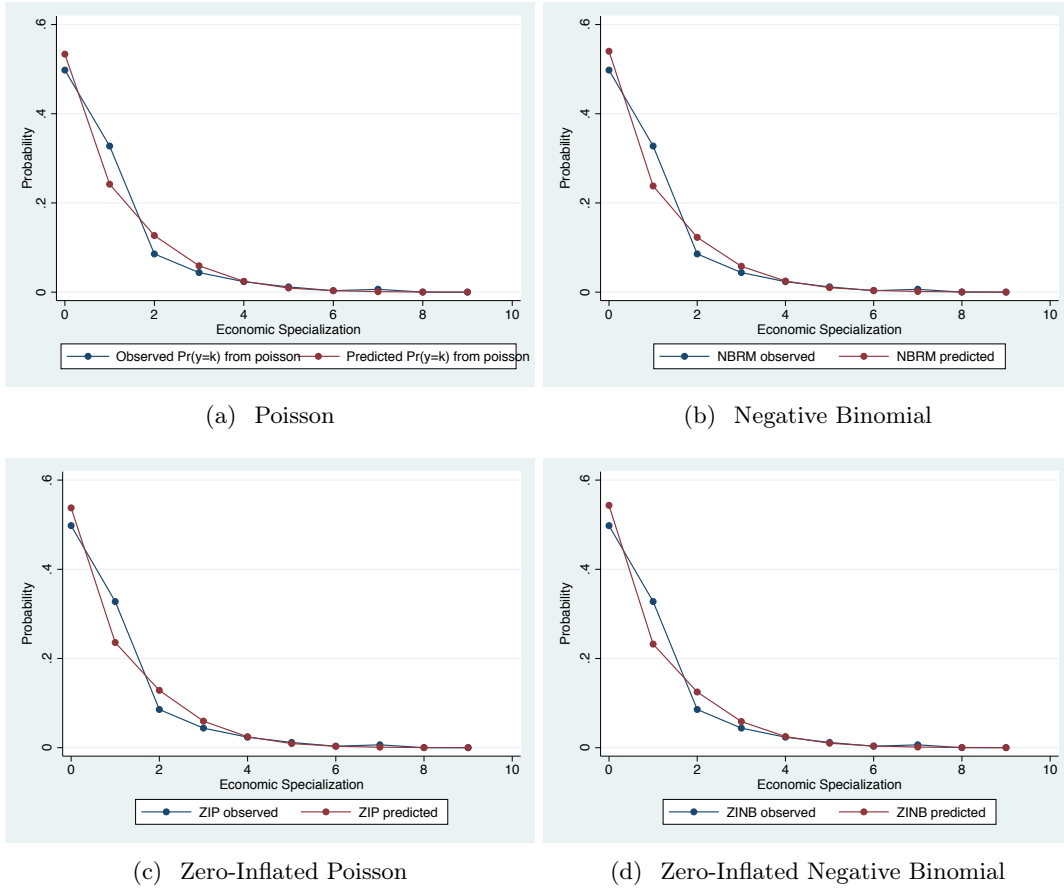 .6
.4
.2
0
Probability
0 2 4 6 8 10
Economic Specialization
Observed Pr(y=k) from poisson Predicted Pr(y=k) from poisson
(a) Poisson
.6
.4
.2
0
Probability
0 2 4 6 8 10
Economic Specialization
NBRM observed NBRM predicted
(b) Negative Binomial
.6
.4
.2
0
Probability
0 2 4 6 8 10
Economic Specialization
ZIP observed ZIP predicted
(c) Zero-Inflated Poisson
.6
.4
.2
0
Probability
0 2 4 6 8 10
Economic Specialization
ZINB observed ZINB predicted
(d) Zero-Inflated Negative Binomial